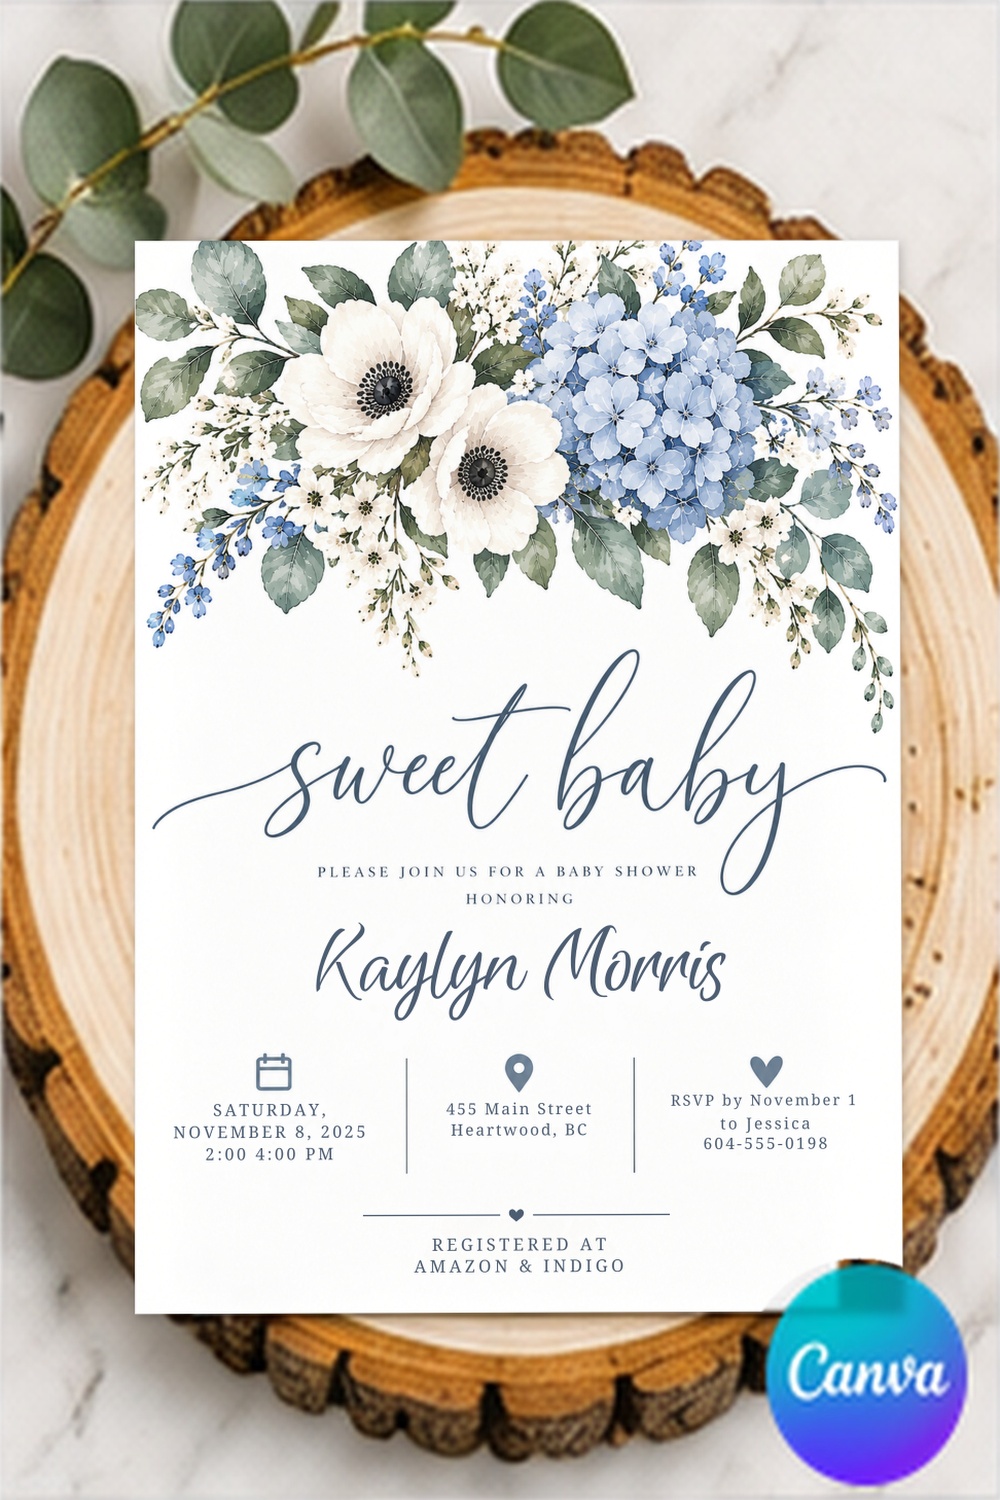 sweet baby
PLEASE JOIN US FOR A BABY SHOWER
HONORING
Kaylyn Morris
SATURDAY,
NOVEMBER 8, 2025
2:00 4:00 PM
455 Main Street
Heartwood, BC
RSVP by November 1
to Jessica
604-555-0198
REGISTERED AT
AMAZON & INDIGO
Canva